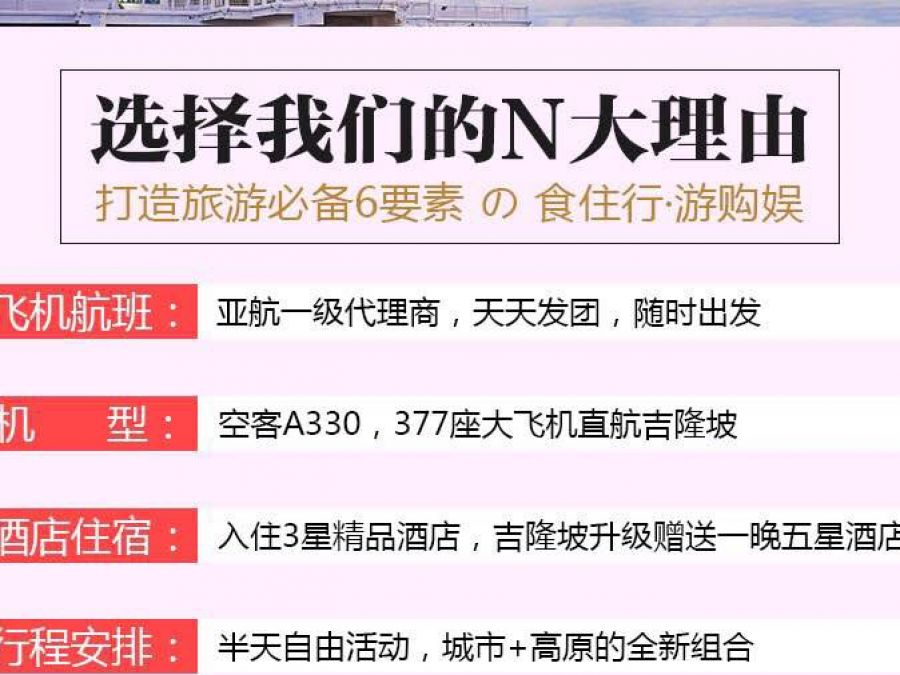 选择我们的N大理由
打造旅游必备6要素 の 食住行·游购娱
飞机航班： 亚航一级代理商，天天发团，随时出发
机 型： 空客A330，377座大飞机直航吉隆坡
酒店住宿： 入住3星精品酒店，吉隆坡升级赠送一晚五星酒店
行程安排： 半天自由活动，城市+高原的全新组合